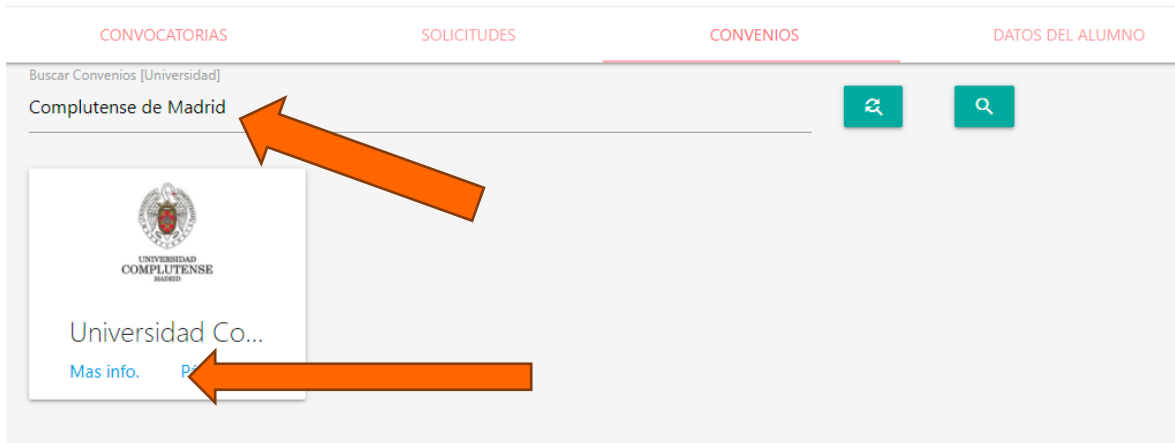 CONVOCATORIAS SOLICITUDES CONVENIOS DATOS DEL ALUMNO
Buscar Convenios [Universidad]
Complutense de Madrid
UNIVERSIDAD
COMPLUTENSE
MADRID
Universidad Co...
Mas info.